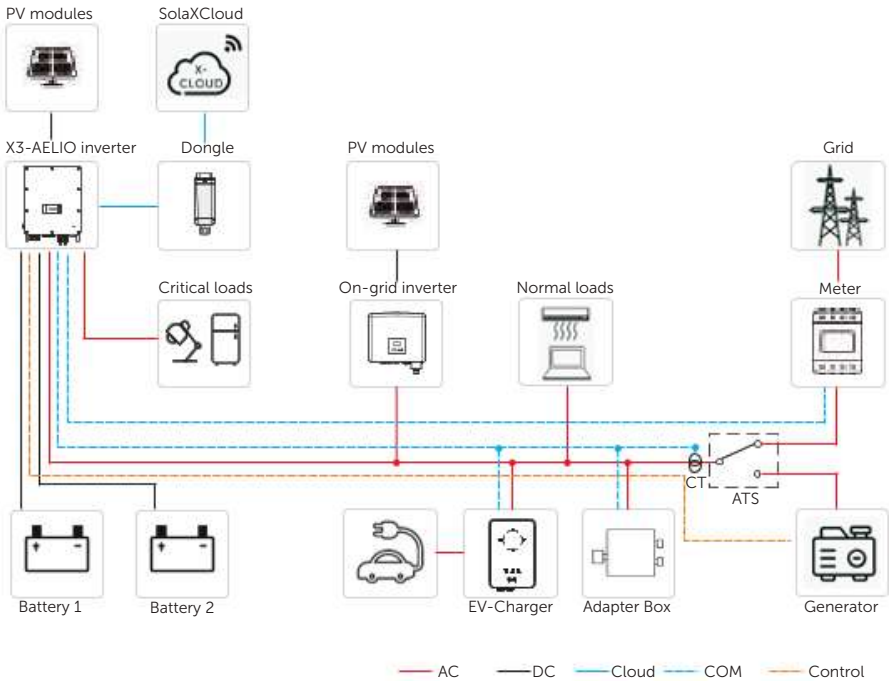 PV modules SolaXCloud
X-
CLOUD
X3-AELIO inverter Dongle PV modules Grid
Critical loads On-grid inverter Normal loads Meter
CT
ATS
Battery 1 Battery 2 EV-Charger Adapter Box Generator
AC DC Cloud COM Control